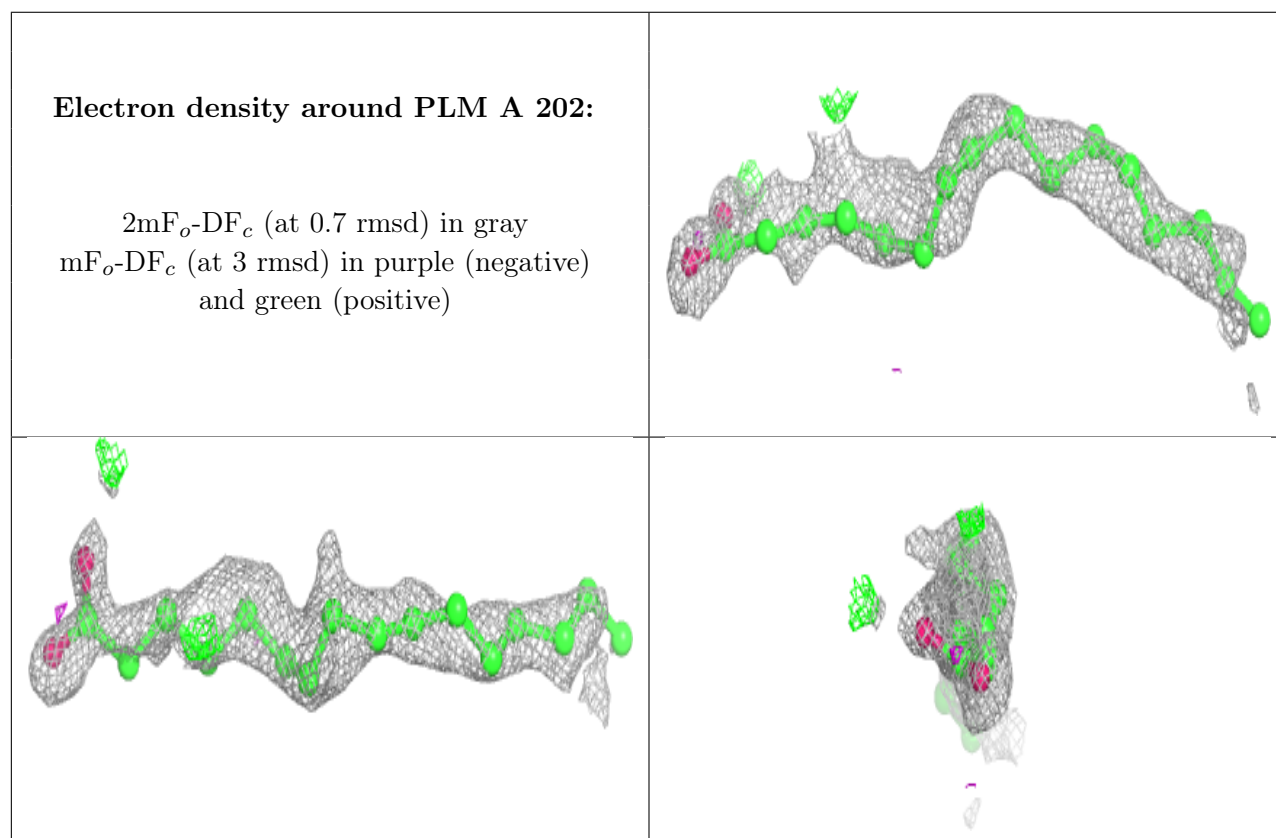 Electron density around PLM A 202:
2mFo-DFc (at 0.7 rmsd) in gray
mFo-DFc (at 3 rmsd) in purple (negative)
and green (positive)